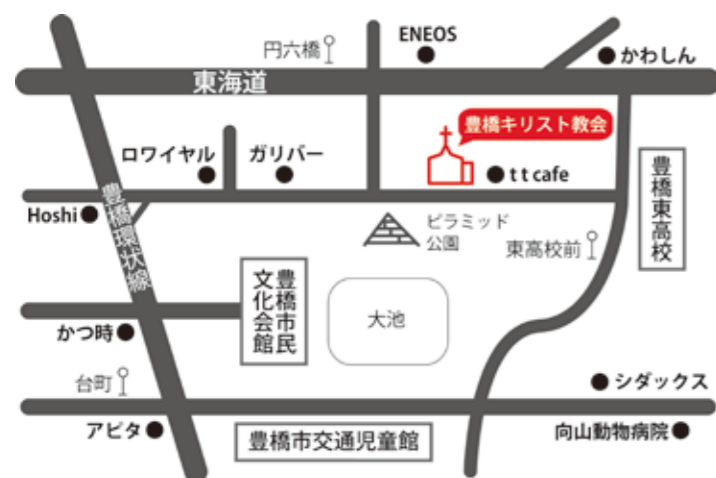 ENEOS
円六橋
かわしん
東海道
豊橋キリスト教会
ロワイヤル
ガリバー
tt cafe
豊橋東高校
Hoshi
豊橋環状線
ピラミッド
公園
東高校前
豊橋市民
文化会館
大池
かつ時
台町
シダックス
アピタ
豊橋市交通児童館
向山動物病院